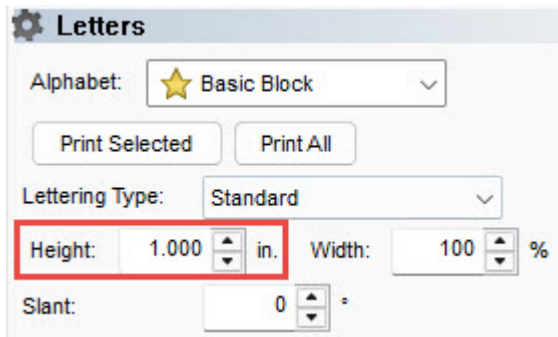 Letters
Alphabet: Basic Block
Print Selected Print All
Lettering Type: Standard
Height: 1.000 in. Width: 100 %
Slant: 0 °